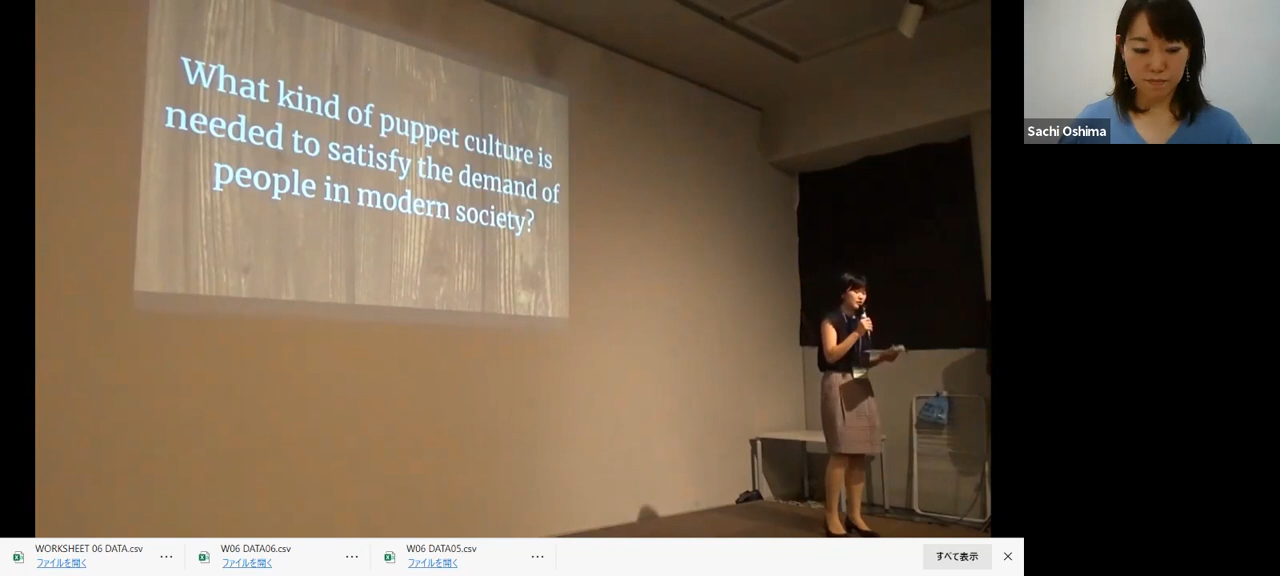 What kind of puppet culture is
needed to satisfy the demand of
people in modern society?
Sachi Oshima
WORKSHEET 06 DATA.csv
ファイルを開く
W06 DATA06.csv
ファイルを開く
W06 DATA05.csv
ファイルを開く
すべて表示